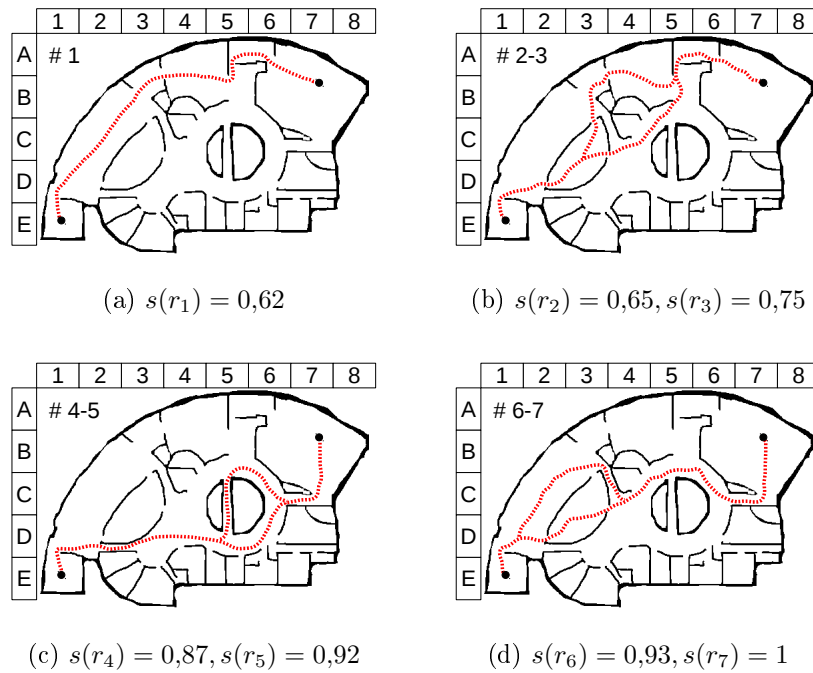 1 2 3 4 5 6 7 8
A # 1
B
C
D
E
(a) s(r₁) = 0,62
1 2 3 4 5 6 7 8
A # 2-3
B
C
D
E
(b) s(r₂) = 0,65, s(r₃) = 0,75
1 2 3 4 5 6 7 8
A # 4-5
B
C
D
E
(c) s(r₄) = 0,87, s(r₅) = 0,92
1 2 3 4 5 6 7 8
A # 6-7
B
C
D
E
(d) s(r₆) = 0,93, s(r₇) = 1